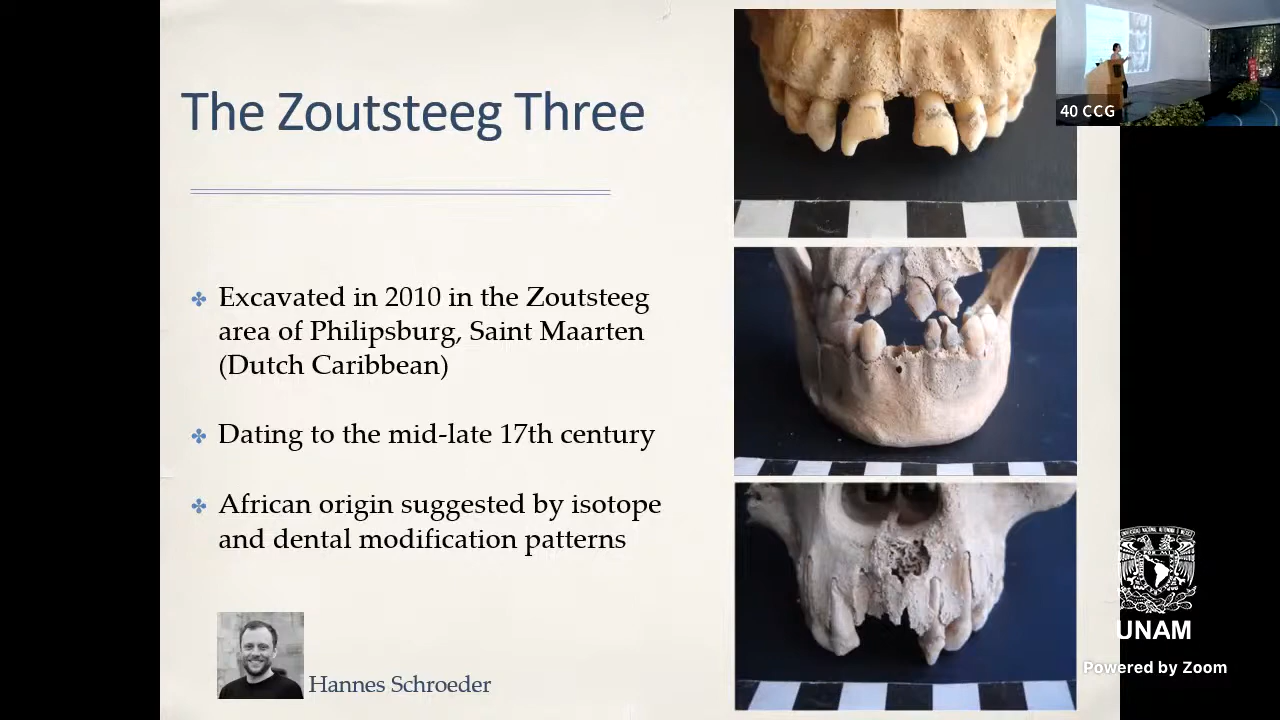 The Zoutsteeg Three
Excavated in 2010 in the Zoutsteeg
area of Philipsburg, Saint Maarten
(Dutch Caribbean)
Dating to the mid-late 17th century
African origin suggested by isotope
and dental modification patterns
Hannes Schroeder
40 CCG
UNAM
Powered by Zoom